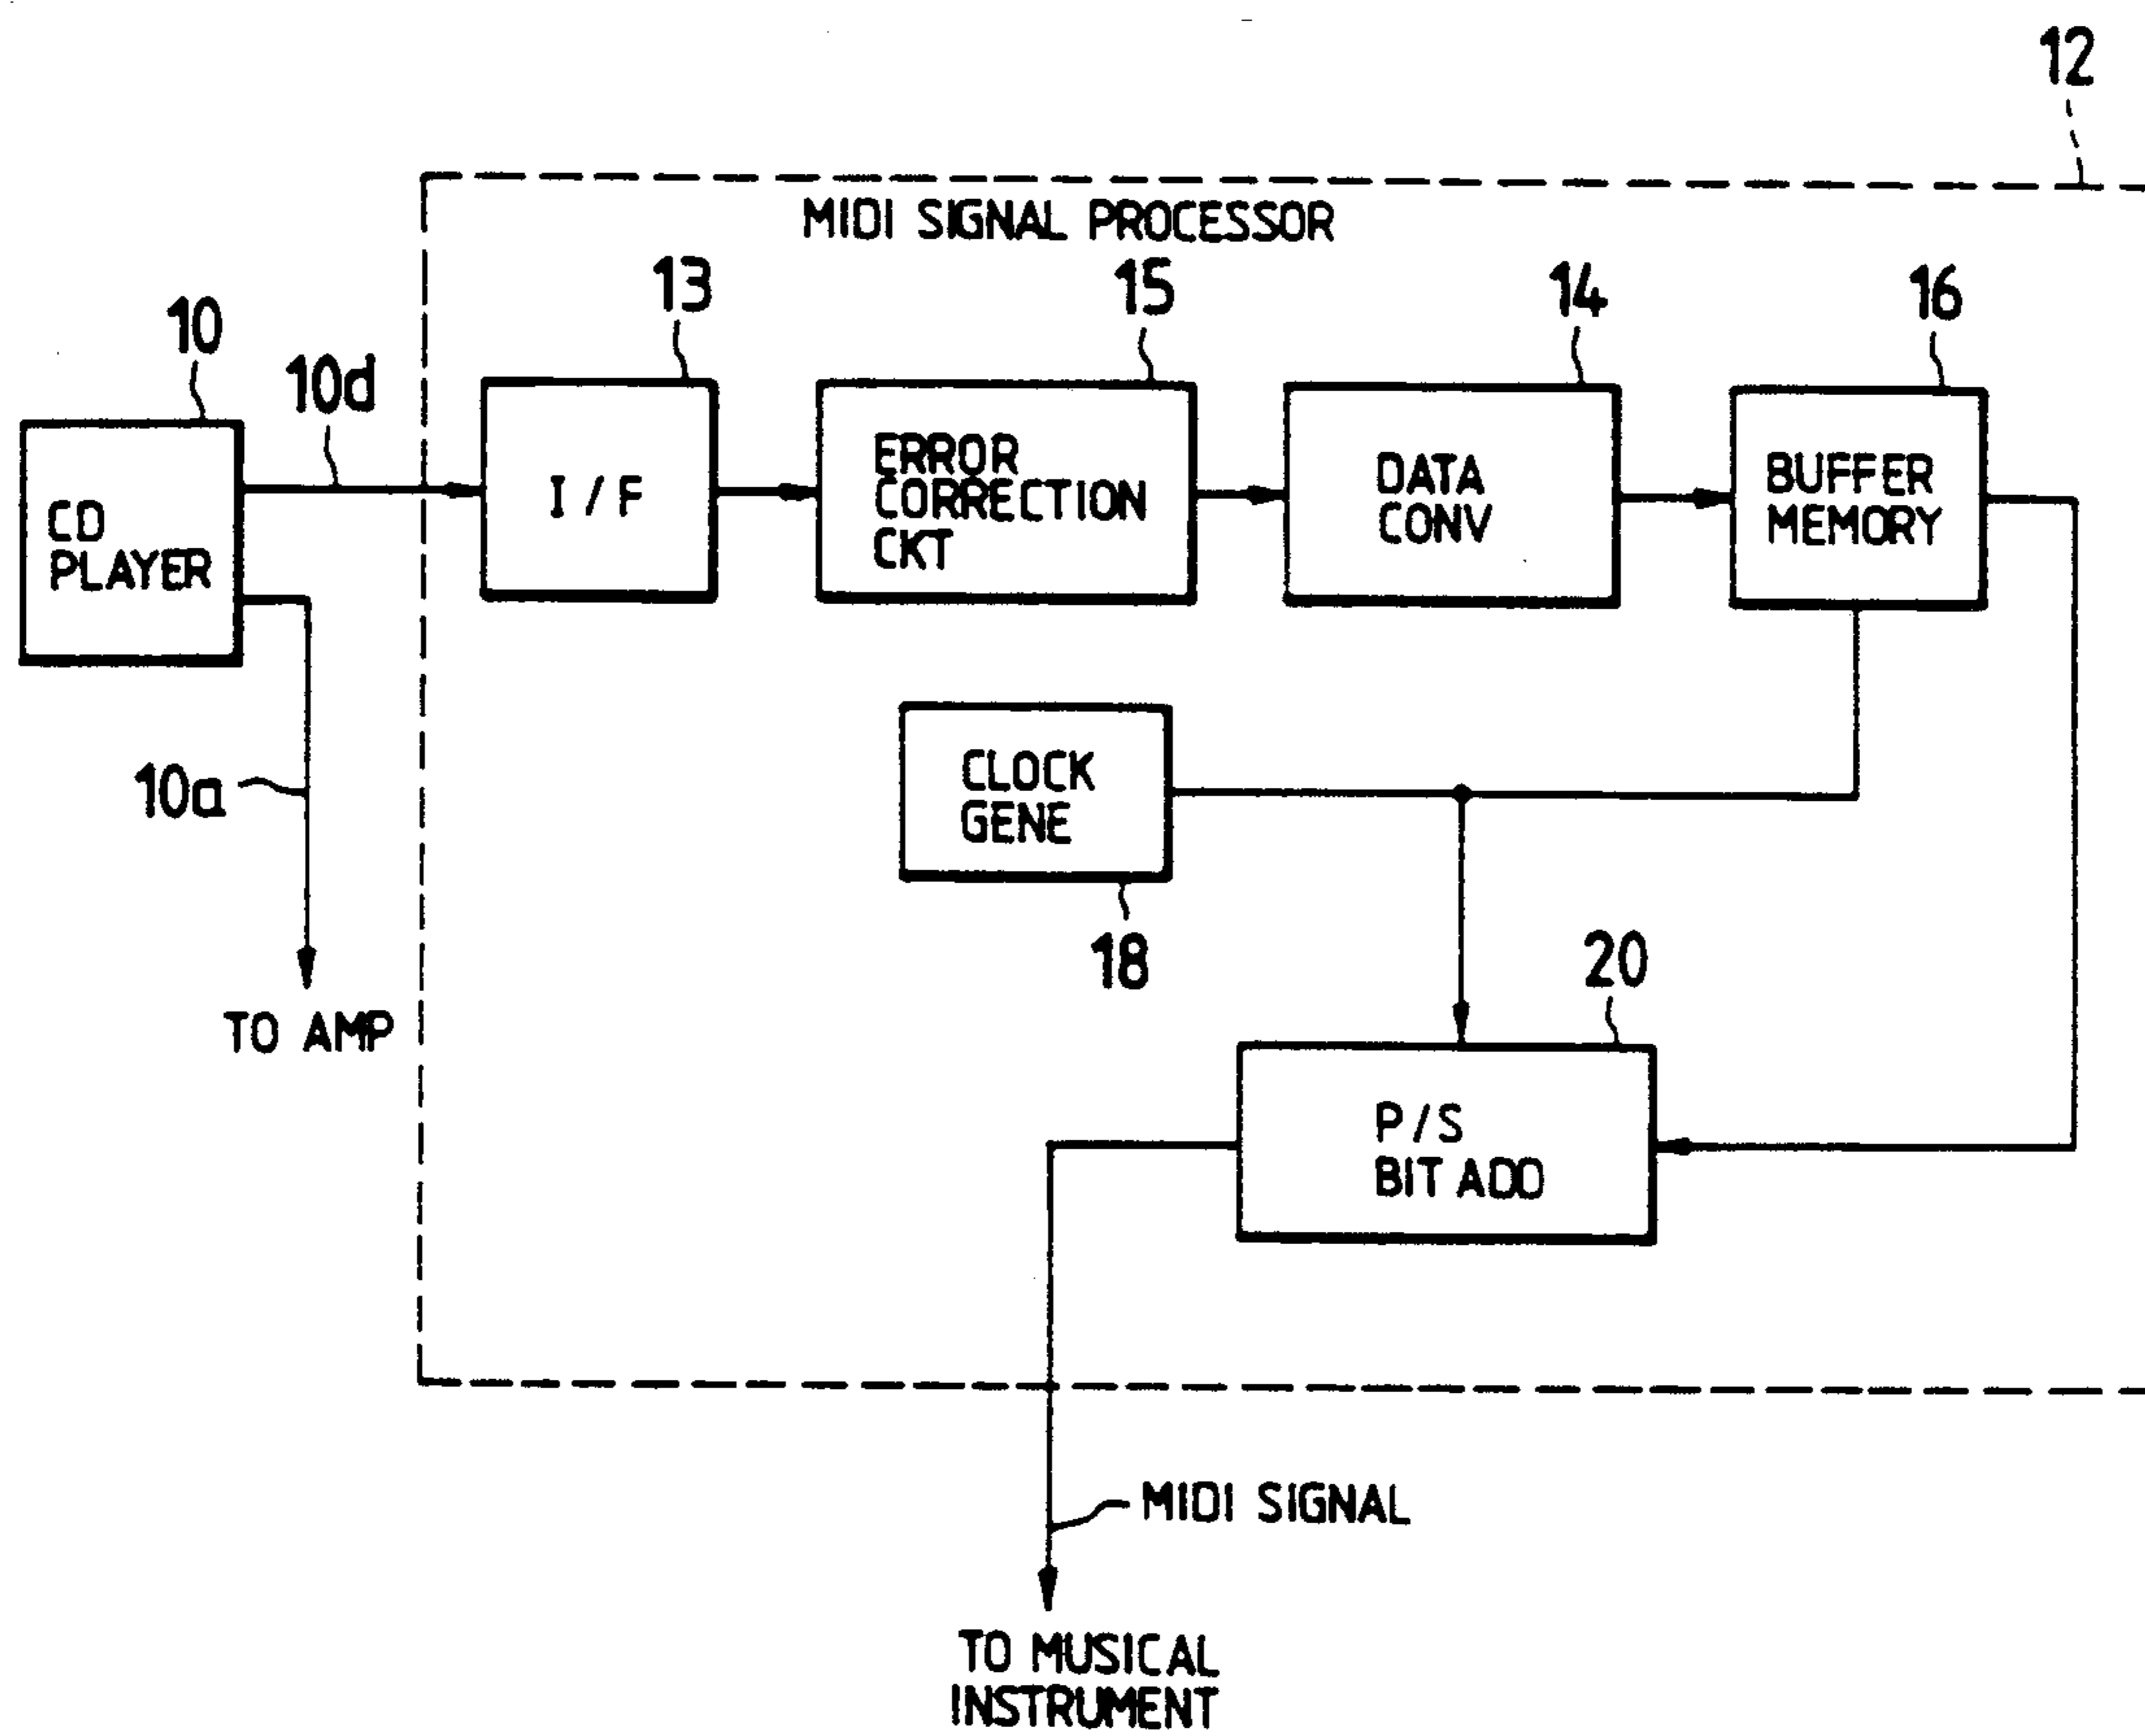 12
MIDI SIGNAL PROCESSOR
10
10d
13
15
14
16
CD
PLAYER
I/F
ERROR
CORRECTION
CKT
DATA
CONV
BUFFER
MEMORY
10a
CLOCK
GENE
18
20
TO AMP
P/S
BIT ADD
MIDI SIGNAL
TO MUSICAL
INSTRUMENT